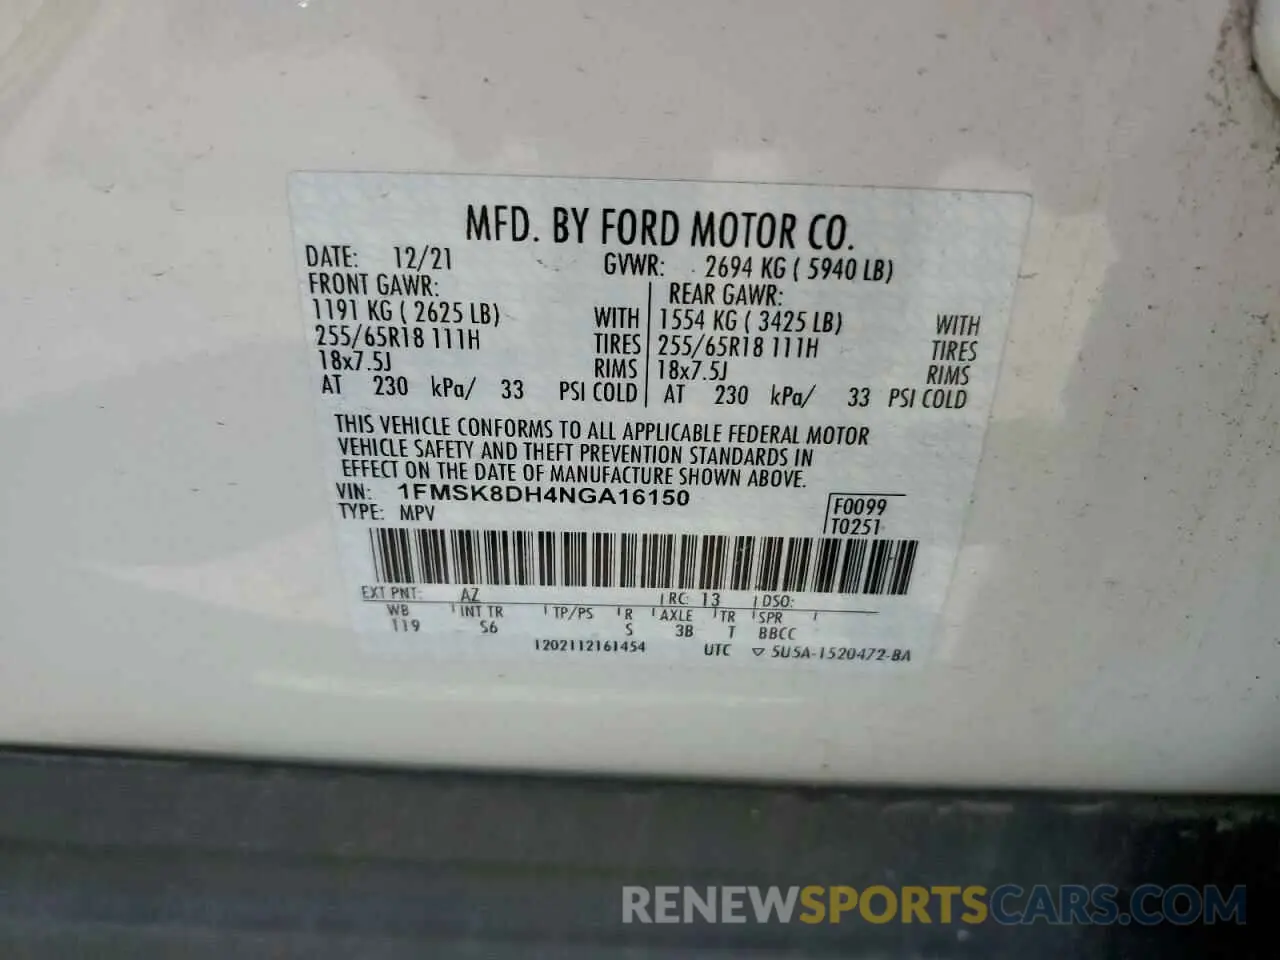 MFD. BY FORD MOTOR CO.
DATE: 12/21 GVWR: 2694 KG ( 5940 LB)
FRONT GAWR: REAR GAWR:
1191 KG ( 2625 LB) WITH 1554 KG ( 3425 LB) WITH
255/65R18 111H TIRES 255/65R18 111H TIRES
18x7.5J RIMS 18x7.5J RIMS
AT 230 kPa/ 33 PSI COLD AT 230 kPa/ 33 PSI COLD
THIS VEHICLE CONFORMS TO ALL APPLICABLE FEDERAL MOTOR
VEHICLE SAFETY AND THEFT PREVENTION STANDARDS IN
EFFECT ON THE DATE OF MANUFACTURE SHOWN ABOVE.
VIN: 1FMSK8DH4NGA16150 F0099
TYPE: MPV T0251
EXT PNT: AZ RC: 13 DSO:
WB INT TR TP/PS R AXLE TR SPR
119 S6 S 3B T BBCC
1202112161454 UTC ▽ 5U5A-1520472-BA
RENEWSPORTSCARS.COM